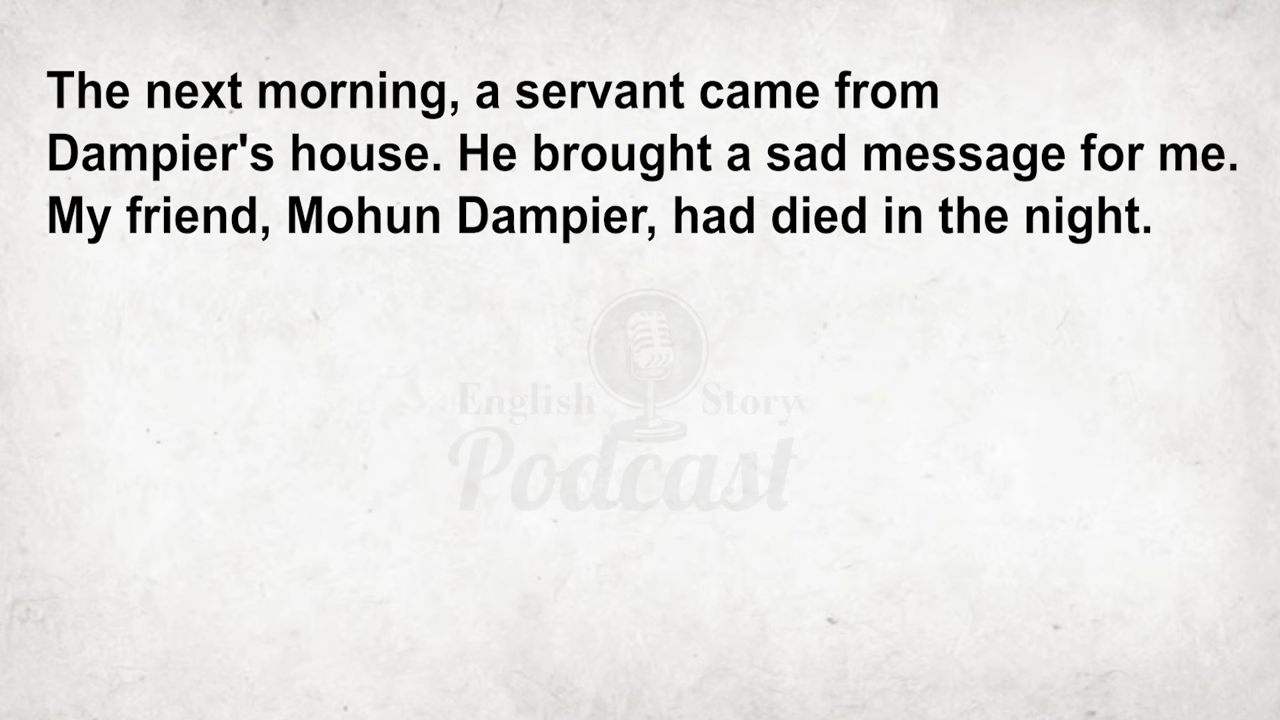 The next morning, a servant came from
Dampier's house. He brought a sad message for me.
My friend, Mohun Dampier, had died in the night.
English Story
Podcast